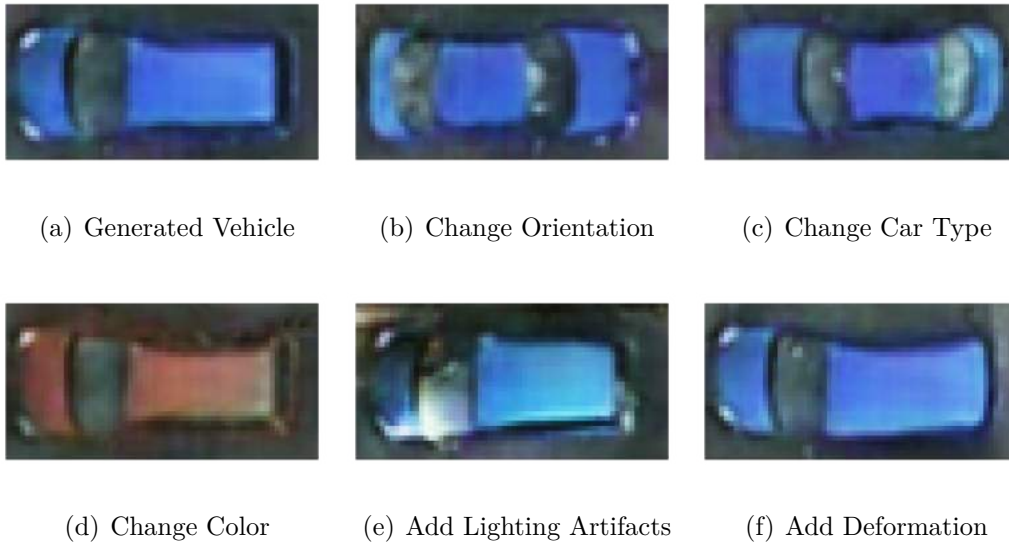 (a) Generated Vehicle
(b) Change Orientation
(c) Change Car Type
(d) Change Color
(e) Add Lighting Artifacts
(f) Add Deformation